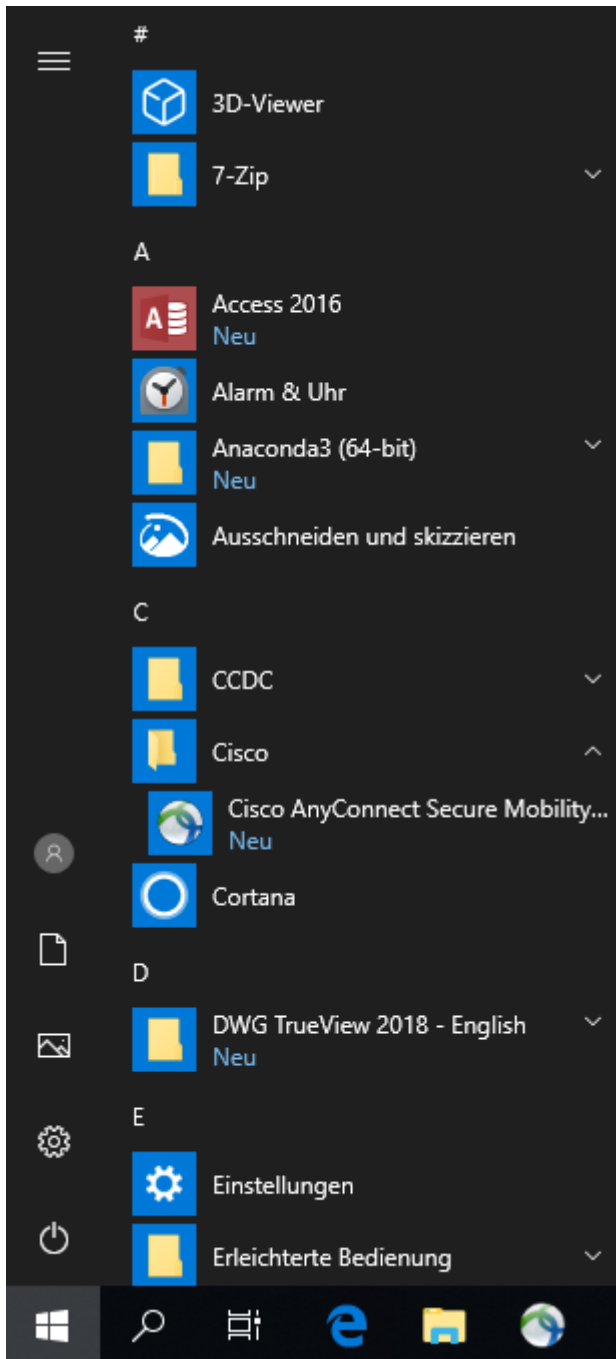 #
3D-Viewer
7-Zip
A
Access 2016
Neu
Alarm & Uhr
Anaconda3 (64-bit)
Neu
Ausschneiden und skizzieren
C
CCDC
Cisco
Cisco AnyConnect Secure Mobility...
Neu
Cortana
D
DWG TrueView 2018 - English
Neu
E
Einstellungen
Erleichterte Bedienung